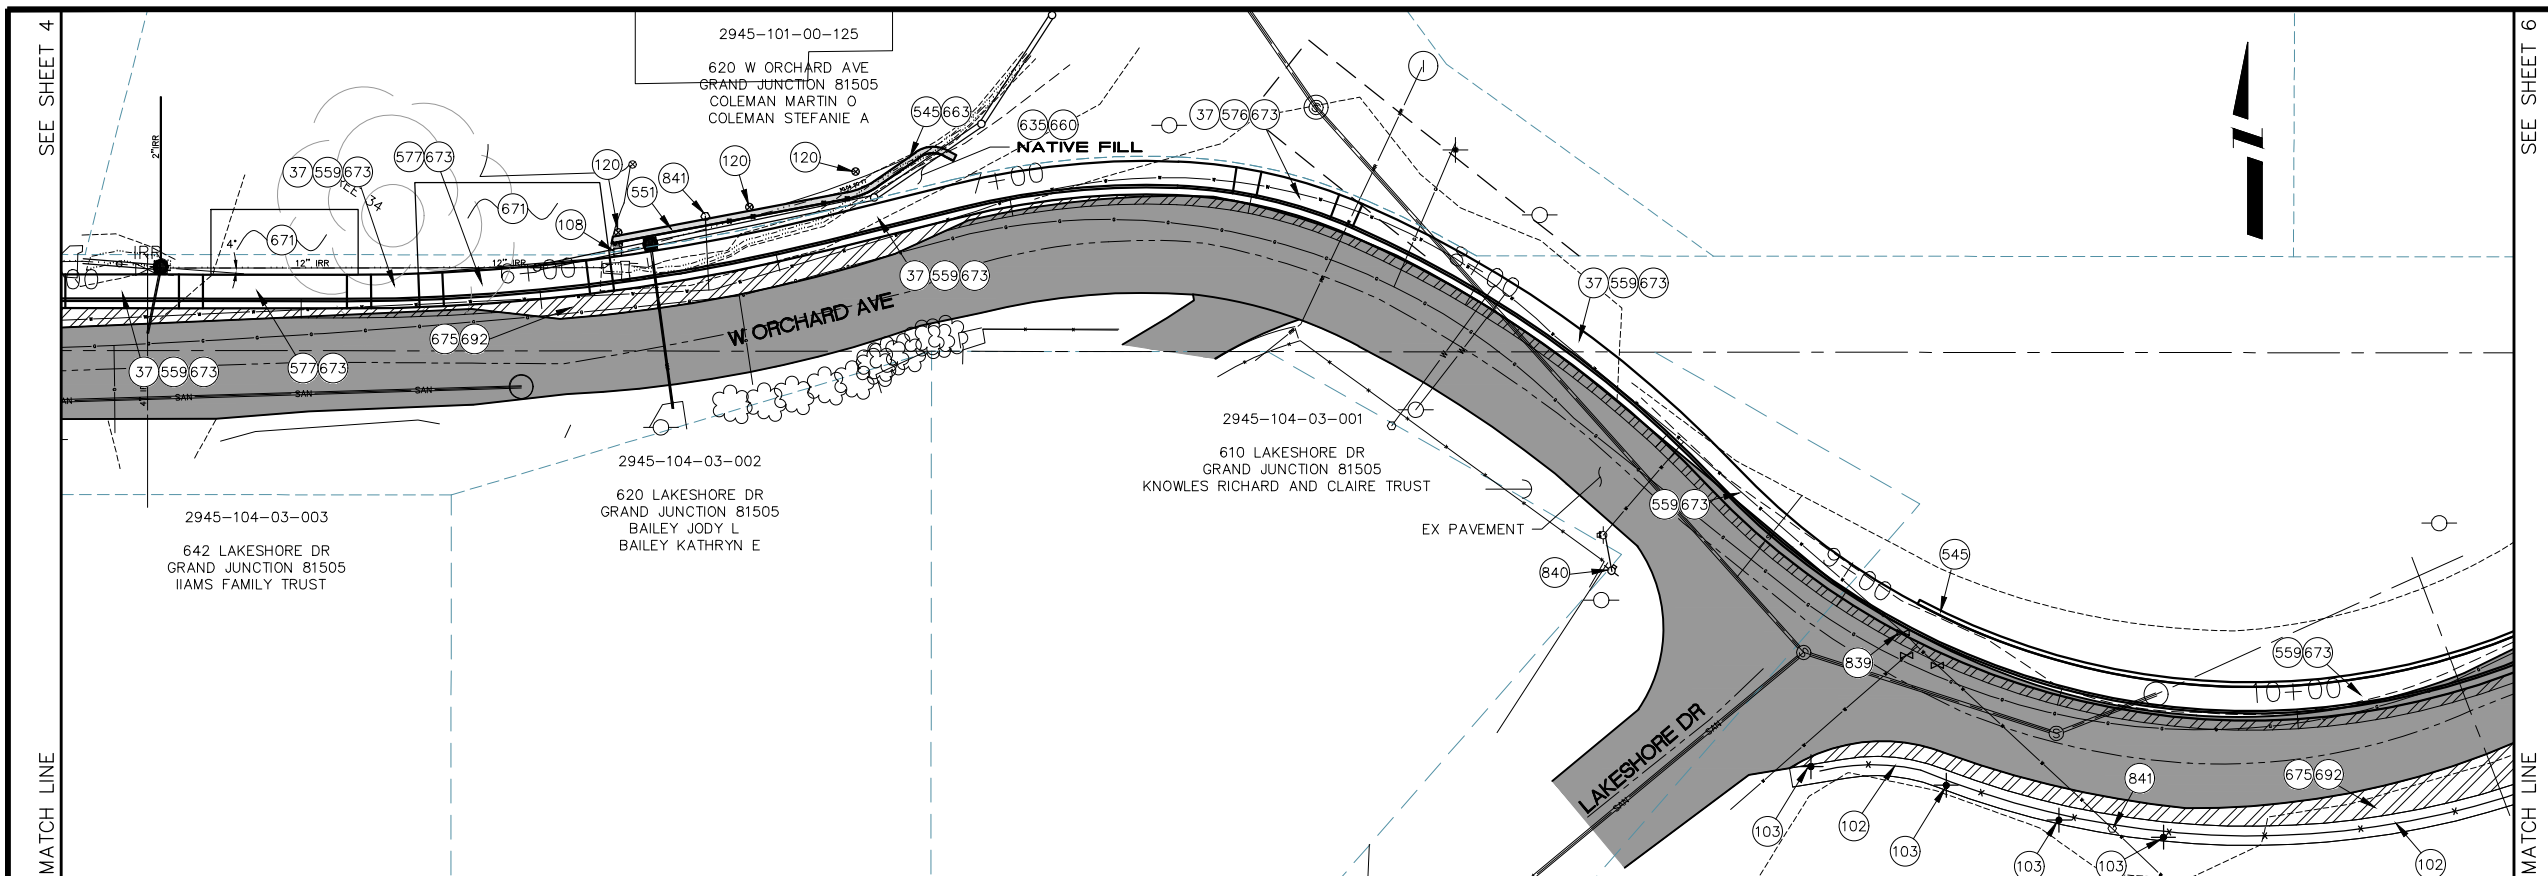 SEE SHEET 4
MATCH LINE
SEE SHEET 6
MATCH LINE
2945-101-00-125
620 W ORCHARD AVE
GRAND JUNCTION 81505
COLEMAN MARTIN O
COLEMAN STEFANIE A
2"IRR
37 559 673
577 673
671
671
4"
IRR
12" IRR
12" IRR
108
120
551
841
120
120
545 663
635 660
NATIVE FILL
37 576 673
37 559 673
37 559 673
675 692
37 559 673
577 673
W ORCHARD AVE
SAN
SAN
SAN
SAN
2945-104-03-003
642 LAKESHORE DR
GRAND JUNCTION 81505
IIAMS FAMILY TRUST
2945-104-03-002
620 LAKESHORE DR
GRAND JUNCTION 81505
BAILEY JODY L
BAILEY KATHRYN E
2945-104-03-001
610 LAKESHORE DR
GRAND JUNCTION 81505
KNOWLES RICHARD AND CLAIRE TRUST
EX PAVEMENT
559 673
840
9+00
545
839
559 673
10+00
LAKESHORE DR
SAN
SAN
841
675 692
103
102
103
103
103
102